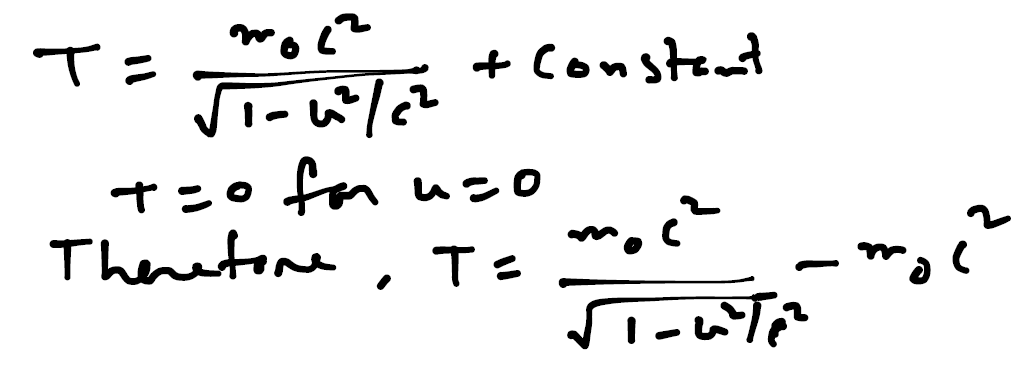 T = m₀c² / √(1-u²/c²) + Constant
T=0 for u=0
Therefore, T = m₀c² / √(1-u²/c²) - m₀c²